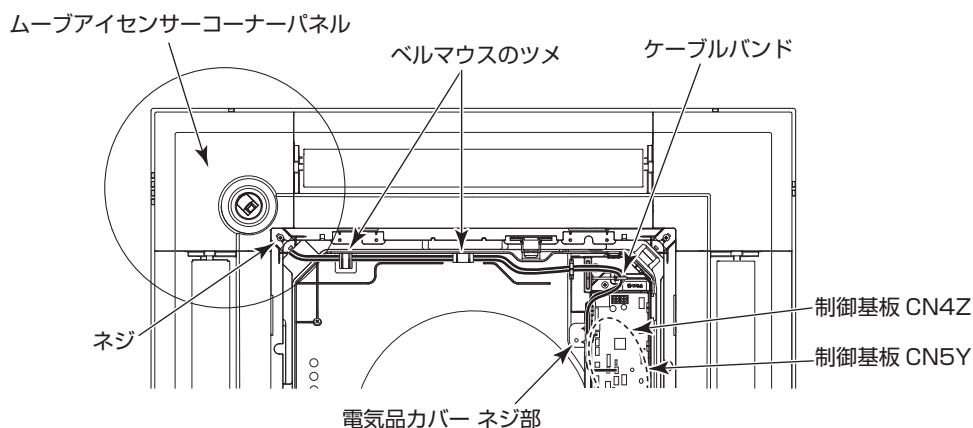 ムーブアイセンサーコーナーパネル
ベルマウスのツメ
ケーブルバンド
制御基板 CN4Z
制御基板 CN5Y
ネジ
電気品カバー ネジ部